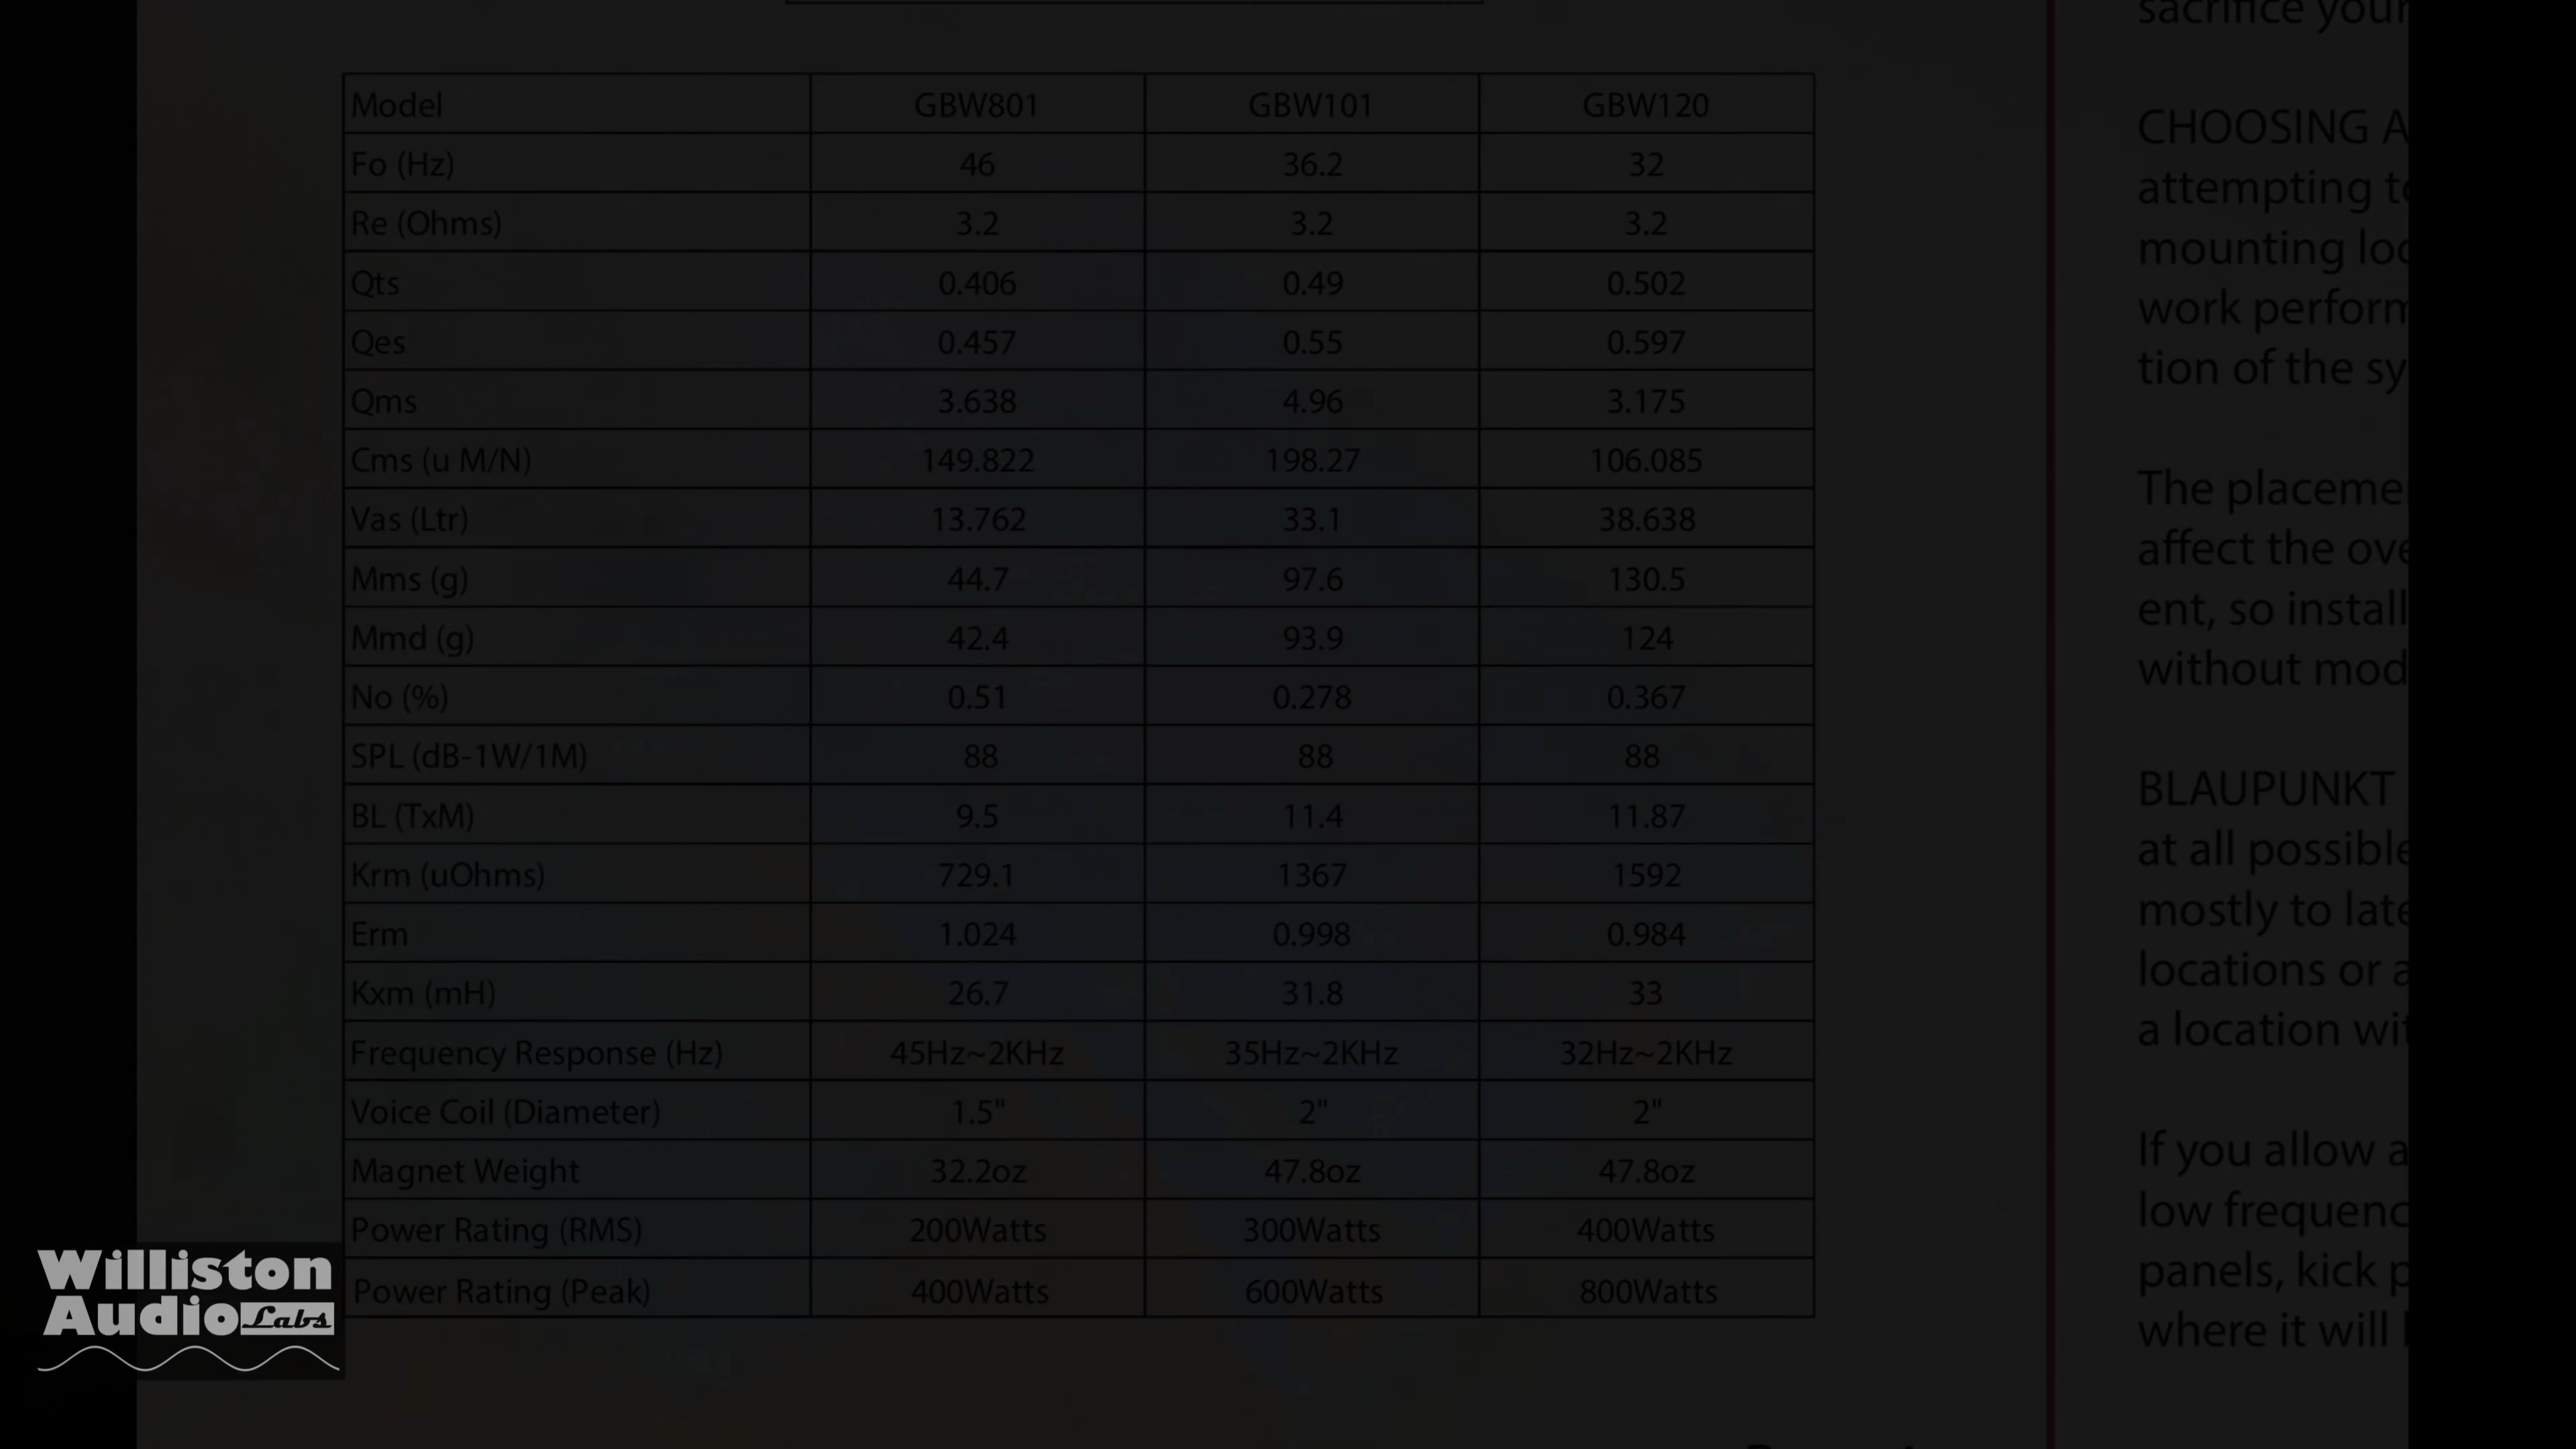 Model GBW801 GBW101 GBW120
Fo (Hz) 46 36.2 32
Re (Ohms) 3.2 3.2 3.2
Qts 0.406 0.49 0.502
Qes 0.457 0.55 0.597
Qms 3.638 4.96 3.175
Cms (u M/N) 149.822 198.27 106.085
Vas (Ltr) 13.762 33.1 38.638
Mms (g) 44.7 97.6 130.5
Mmd (g) 42.4 93.9 124
No (%) 0.51 0.278 0.367
SPL (dB-1W/1M) 88 88 88
BL (TxM) 9.5 11.4 11.87
Krm (uOhms) 729.1 1367 1592
Erm 1.024 0.998 0.984
Kxm (mH) 26.7 31.8 33
Frequency Response (Hz) 45Hz~2KHz 35Hz~2KHz 32Hz~2KHz
Voice Coil (Diameter) 1.5" 2" 2"
Magnet Weight 32.2oz 47.8oz 47.8oz
Power Rating (RMS) 200Watts 300Watts 400Watts
Power Rating (Peak) 400Watts 600Watts 800Watts
sacrifice your
CHOOSING A
attempting
mounting
work
tion of the
The
affect the
ent, so install
without
BLAUPUNKT
at all
mostly to
locations or
a location
If you allow a
low
panels, kick
where it will
Williston
Audio Labs